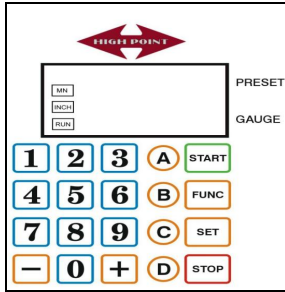 HIGH POINT
PRESET
MN
INCH
GAUGE
RUN
1 2 3 A START
4 5 6 B FUNC
7 8 9 C SET
− 0 + D STOP